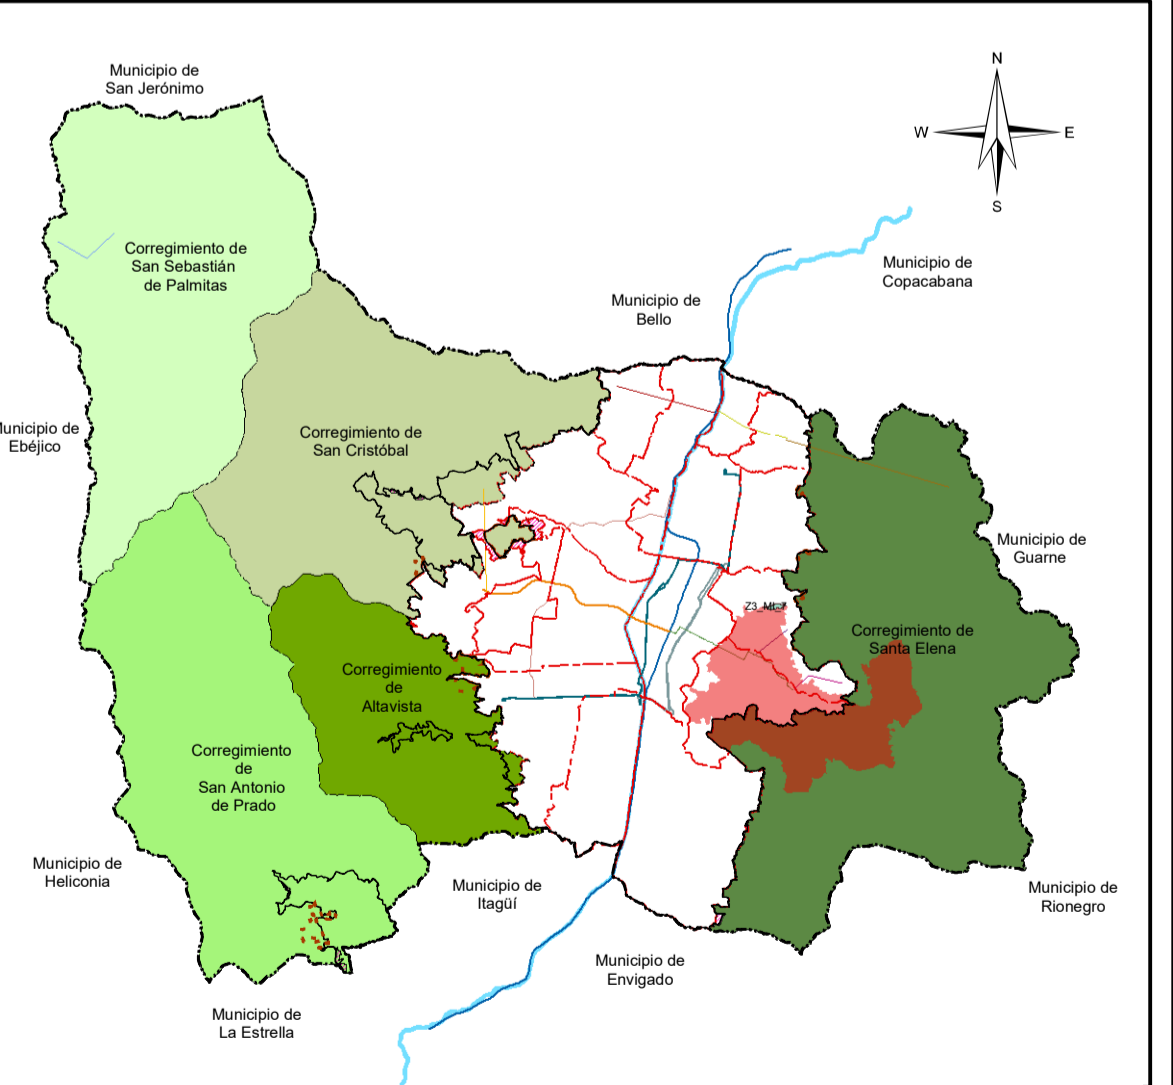 Municipio de
San Jerónimo
N
W
E
S
Corregimiento de
San Sebastián
de Palmitas
Municipio de
Copacabana
Municipio de
Bello
Municipio de
Ebéjico
Corregimiento de
San Cristóbal
Municipio de
Guarne
Corregimiento de
Santa Elena
Corregimiento
de
Altavista
Corregimiento
de
San Antonio
de Prado
Municipio de
Heliconia
Municipio de
Itagüí
Municipio de
Rionegro
Municipio de
Envigado
Municipio de
La Estrella